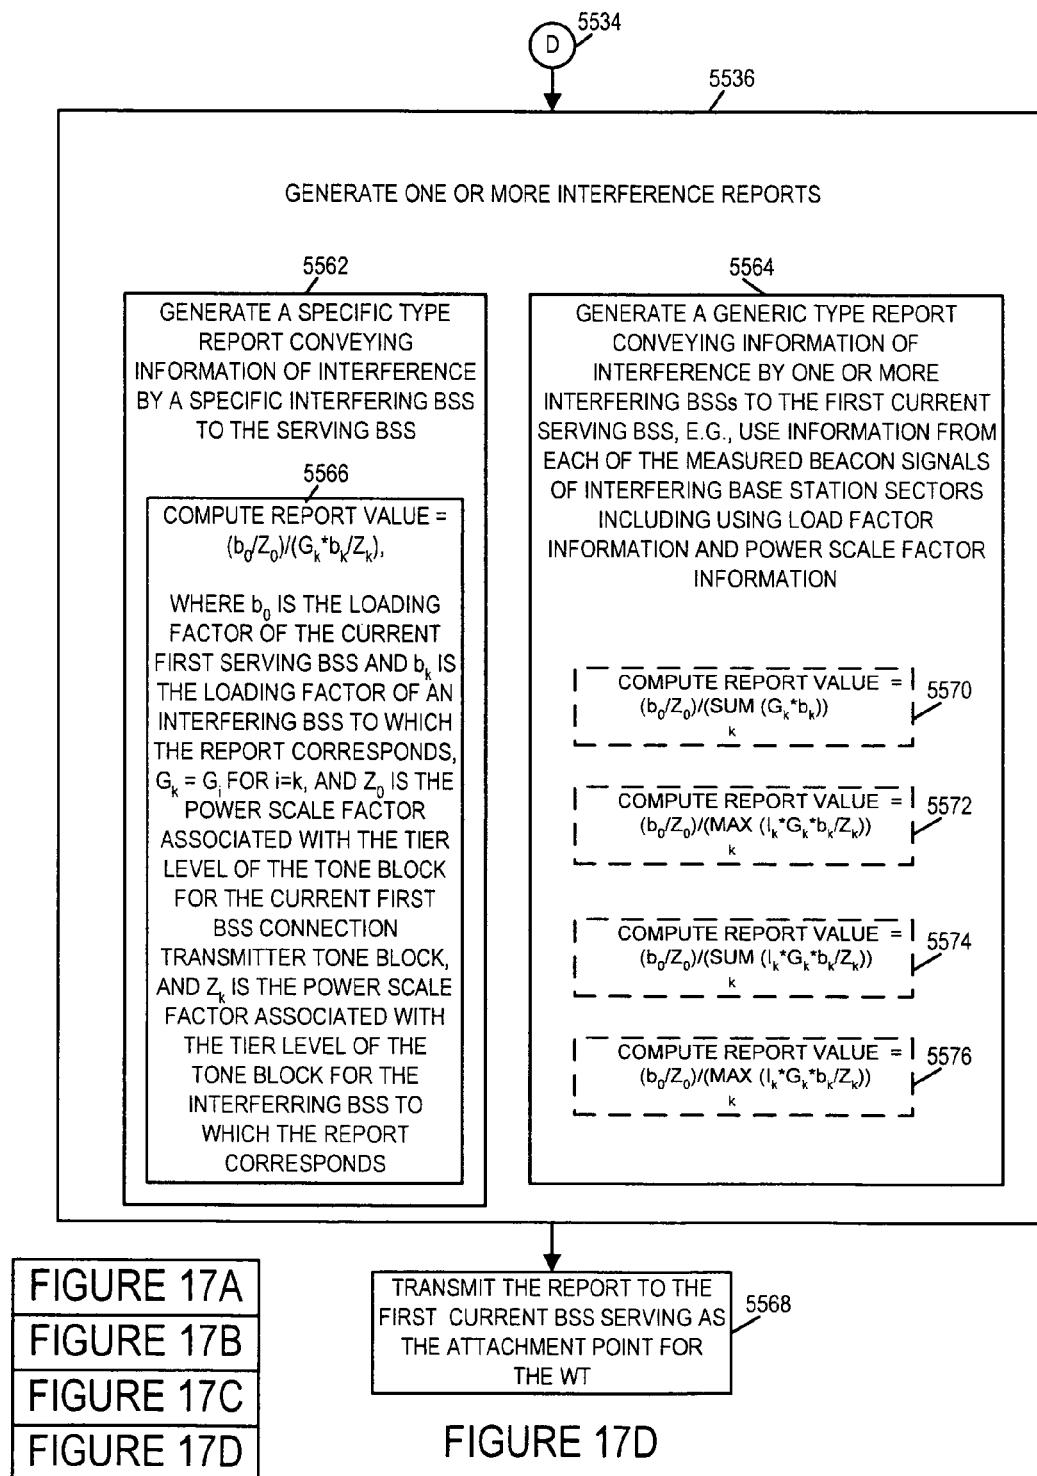 D
5534
5536
GENERATE ONE OR MORE INTERFERENCE REPORTS
5562
GENERATE A SPECIFIC TYPE
REPORT CONVEYING
INFORMATION OF INTERFERENCE
BY A SPECIFIC INTERFERING BSS
TO THE SERVING BSS
5566
COMPUTE REPORT VALUE =
(b0/Z0)/(Gk*bk/Zk),
WHERE b0 IS THE LOADING
FACTOR OF THE CURRENT
FIRST SERVING BSS AND bk IS
THE LOADING FACTOR OF AN
INTERFERING BSS TO WHICH
THE REPORT CORRESPONDS,
Gk = Gi FOR i=k, AND Z0 IS THE
POWER SCALE FACTOR
ASSOCIATED WITH THE TIER
LEVEL OF THE TONE BLOCK
FOR THE CURRENT FIRST
BSS CONNECTION
TRANSMITTER TONE BLOCK,
AND Zk IS THE POWER SCALE
FACTOR ASSOCIATED WITH
THE TIER LEVEL OF THE
TONE BLOCK FOR THE
INTERFERRING BSS TO
WHICH THE REPORT
CORRESPONDS
5564
GENERATE A GENERIC TYPE REPORT
CONVEYING INFORMATION OF
INTERFERENCE BY ONE OR MORE
INTERFERING BSSs TO THE FIRST CURRENT
SERVING BSS, E.G., USE INFORMATION FROM
EACH OF THE MEASURED BEACON SIGNALS
OF INTERFERING BASE STATION SECTORS
INCLUDING USING LOAD FACTOR
INFORMATION AND POWER SCALE FACTOR
INFORMATION
COMPUTE REPORT VALUE =
(b0/Z0)/(SUM (Gk*bk))
k
5570
COMPUTE REPORT VALUE =
(b0/Z0)/(MAX (Ik*Gk*bk/Zk))
k
5572
COMPUTE REPORT VALUE =
(b0/Z0)/(SUM (Ik*Gk*bk/Zk))
k
5574
COMPUTE REPORT VALUE =
(b0/Z0)/(MAX (Ik*Gk*bk/Zk))
k
5576
TRANSMIT THE REPORT TO THE
FIRST CURRENT BSS SERVING AS
THE ATTACHMENT POINT FOR
THE WT
5568
FIGURE 17A
FIGURE 17B
FIGURE 17C
FIGURE 17D
FIGURE 17D